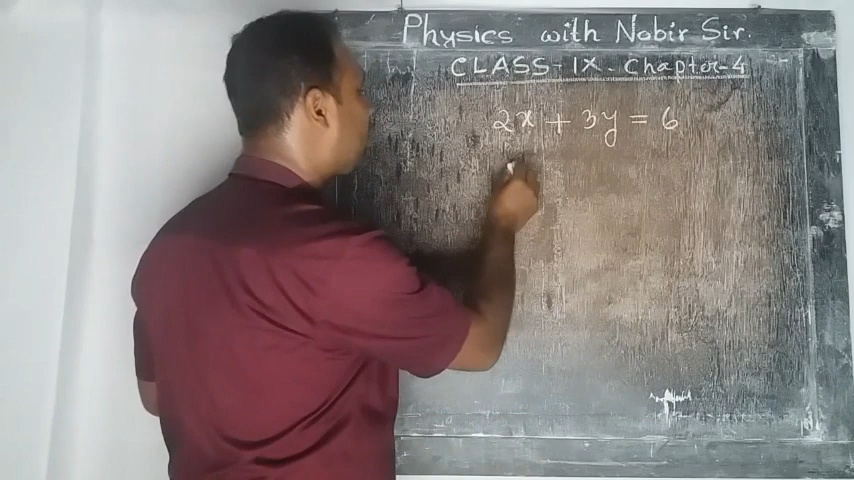 Physics with Nobir Sir.
CLASS-IX. Chapter-4
2x + 3y = 6